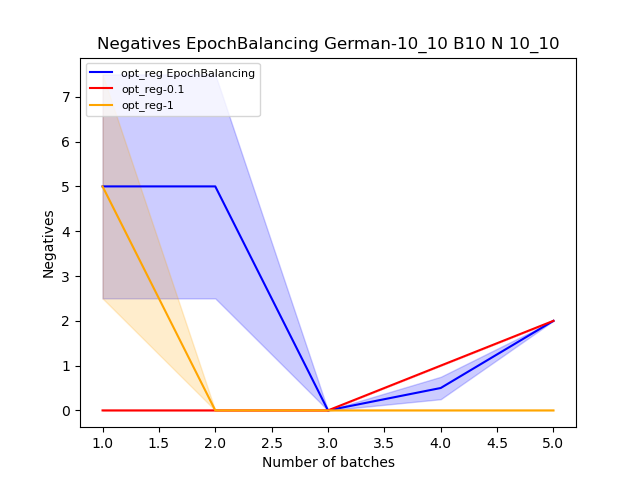 Negatives EpochBalancing German-10_10 B10 N 10_10
opt_reg EpochBalancing
opt_reg-0.1
opt_reg-1
Negatives
7
6
5
4
3
2
1
0
1.0 1.5 2.0 2.5 3.0 3.5 4.0 4.5 5.0
Number of batches